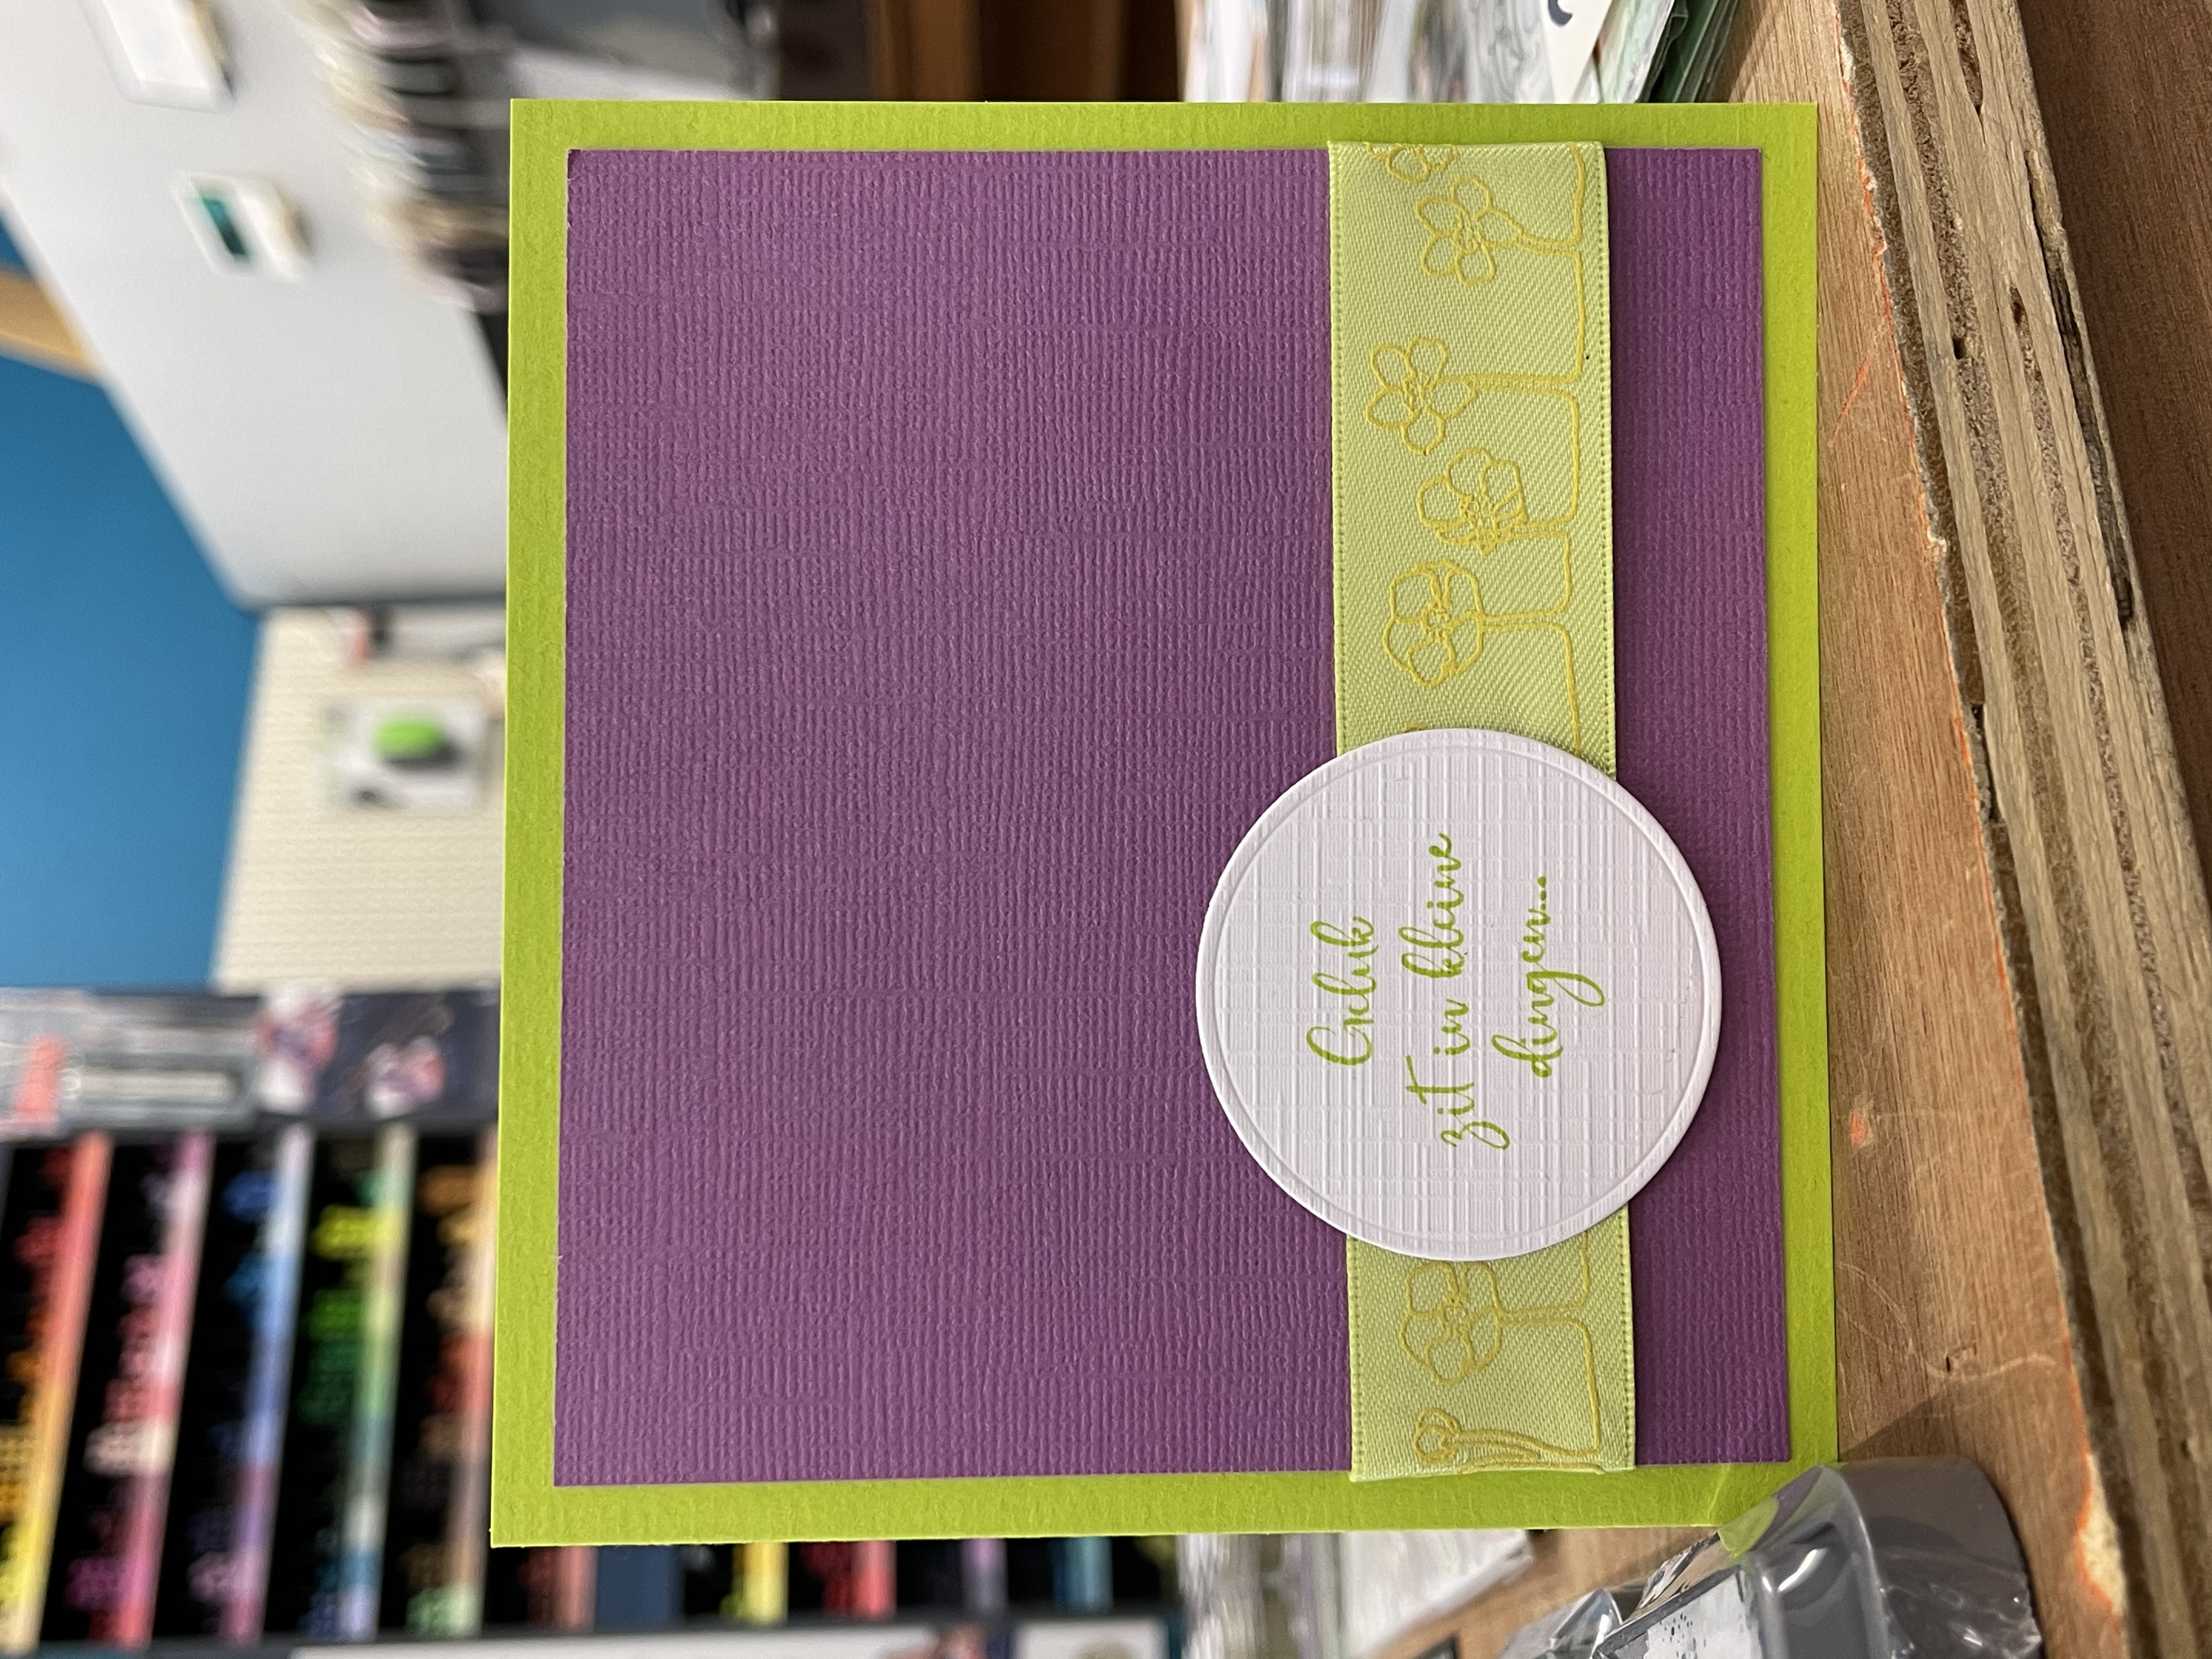 Geluk
zit in kleine
dingen...